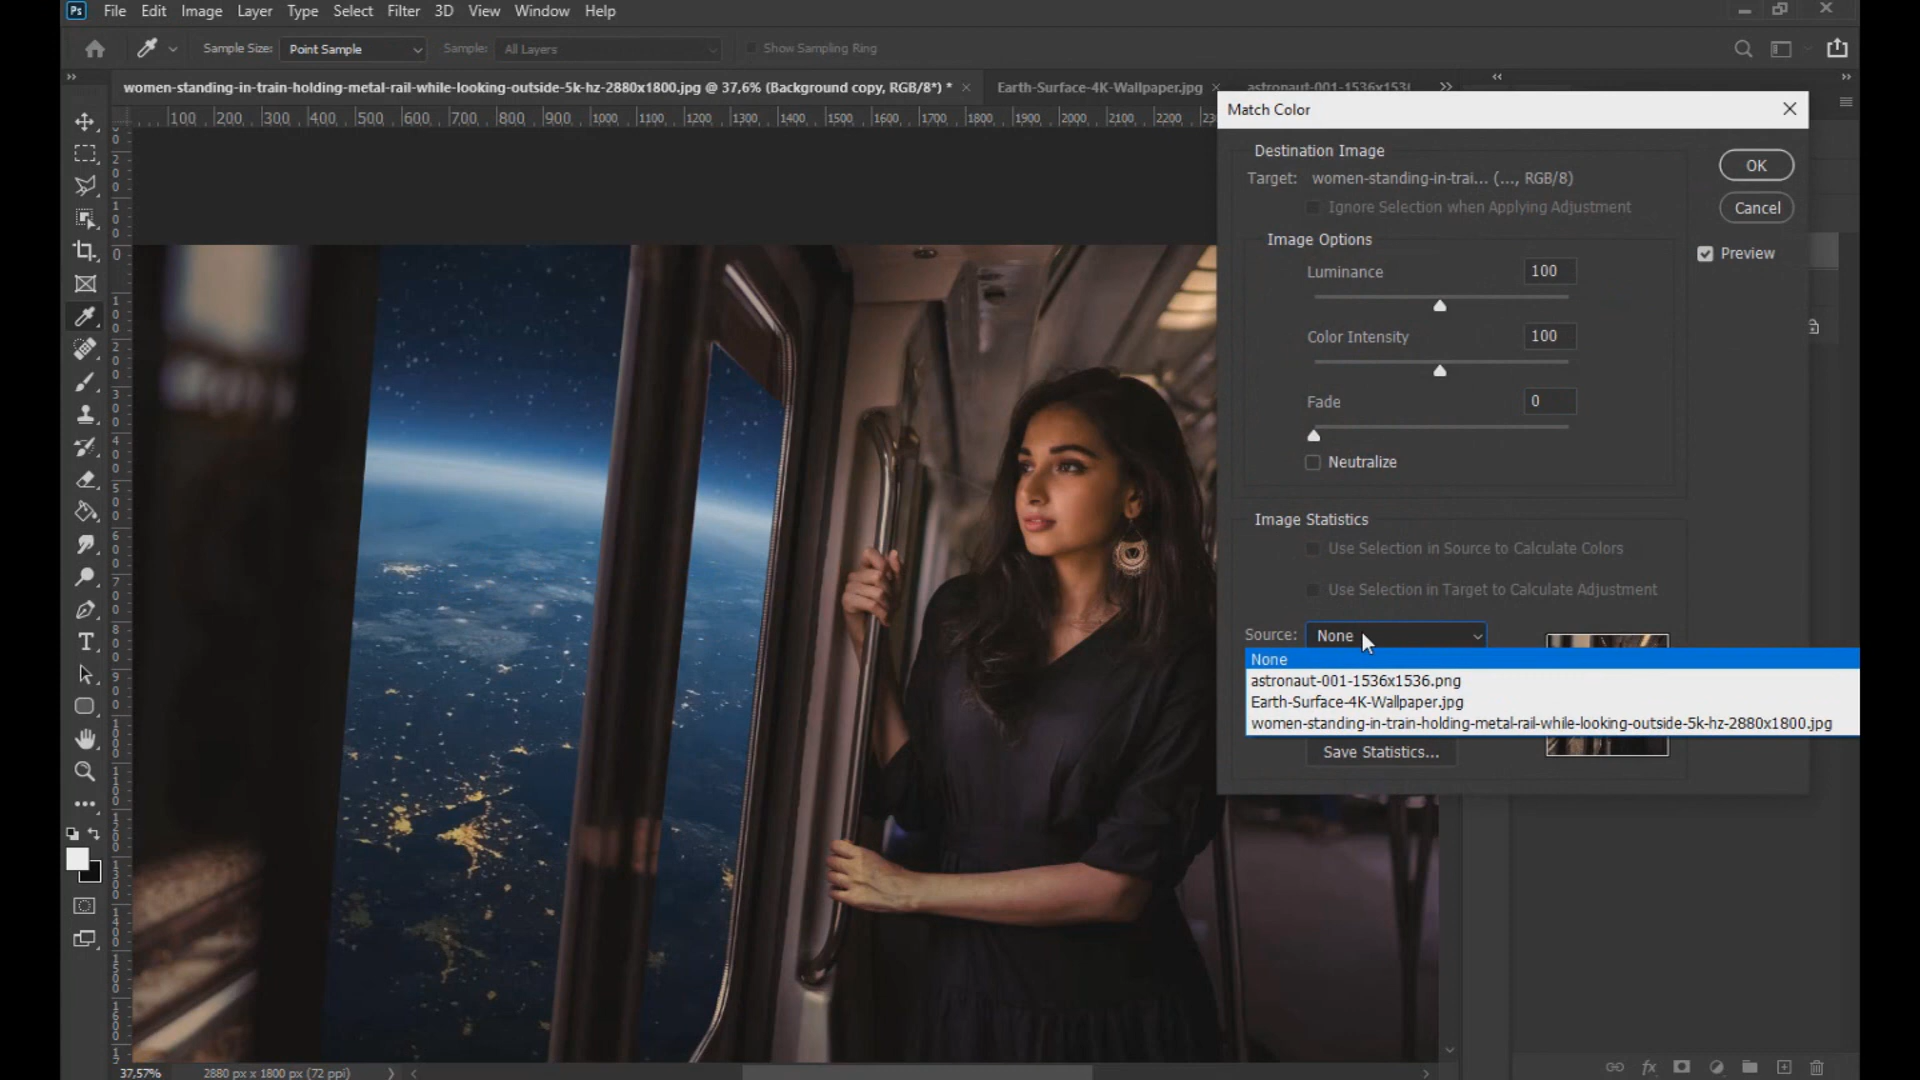 Ps File Edit Image Layer Type Select Filter 3D View Window Help
Sample Size: Point Sample Sample: All Layers Show Sampling Ring
women-standing-in-train-holding-metal-rail-while-looking-outside-5k-hz-2880x1800.jpg @ 37,6% (Background copy, RGB/8*) * Earth-Surface-4K-Wallpaper.jpg astronaut-001-1536x153
100 200 300 400 500 600 700 800 900 1000 1100 1200 1300 1400 1500 1600 1700 1800 1900 2000 2100 2200
Match Color
Destination Image
OK
Target: women-standing-in-trai... (..., RGB/8)
Ignore Selection when Applying Adjustment
Cancel
Image Options
Preview
Luminance 100
Color Intensity 100
Fade 0
Neutralize
Image Statistics
Use Selection in Source to Calculate Colors
Use Selection in Target to Calculate Adjustment
Source: None
None
astronaut-001-1536x1536.png
Earth-Surface-4K-Wallpaper.jpg
women-standing-in-train-holding-metal-rail-while-looking-outside-5k-hz-2880x1800.jpg
Save Statistics...
37,57% 2880 px x 1800 px (72 ppi)